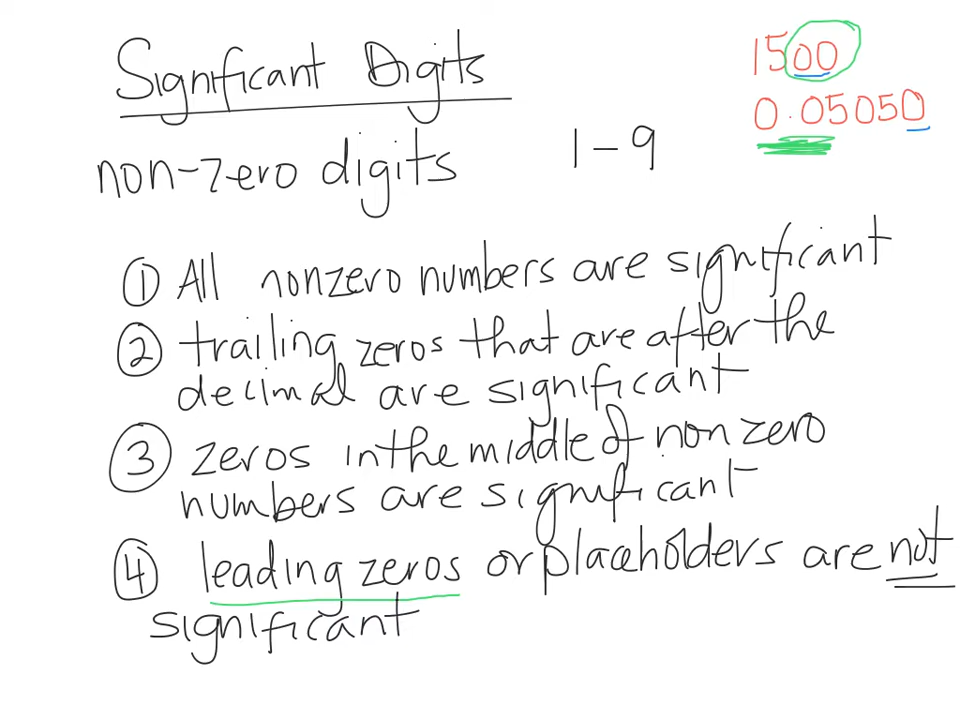 Significant Digits
1500
0.05050
non-zero digits 1-9
① All nonzero numbers are significant
② trailing zeros that are after the
decimal are significant
③ zeros in the middle of nonzero
numbers are significant
④ leading zeros or placeholders are not
significant